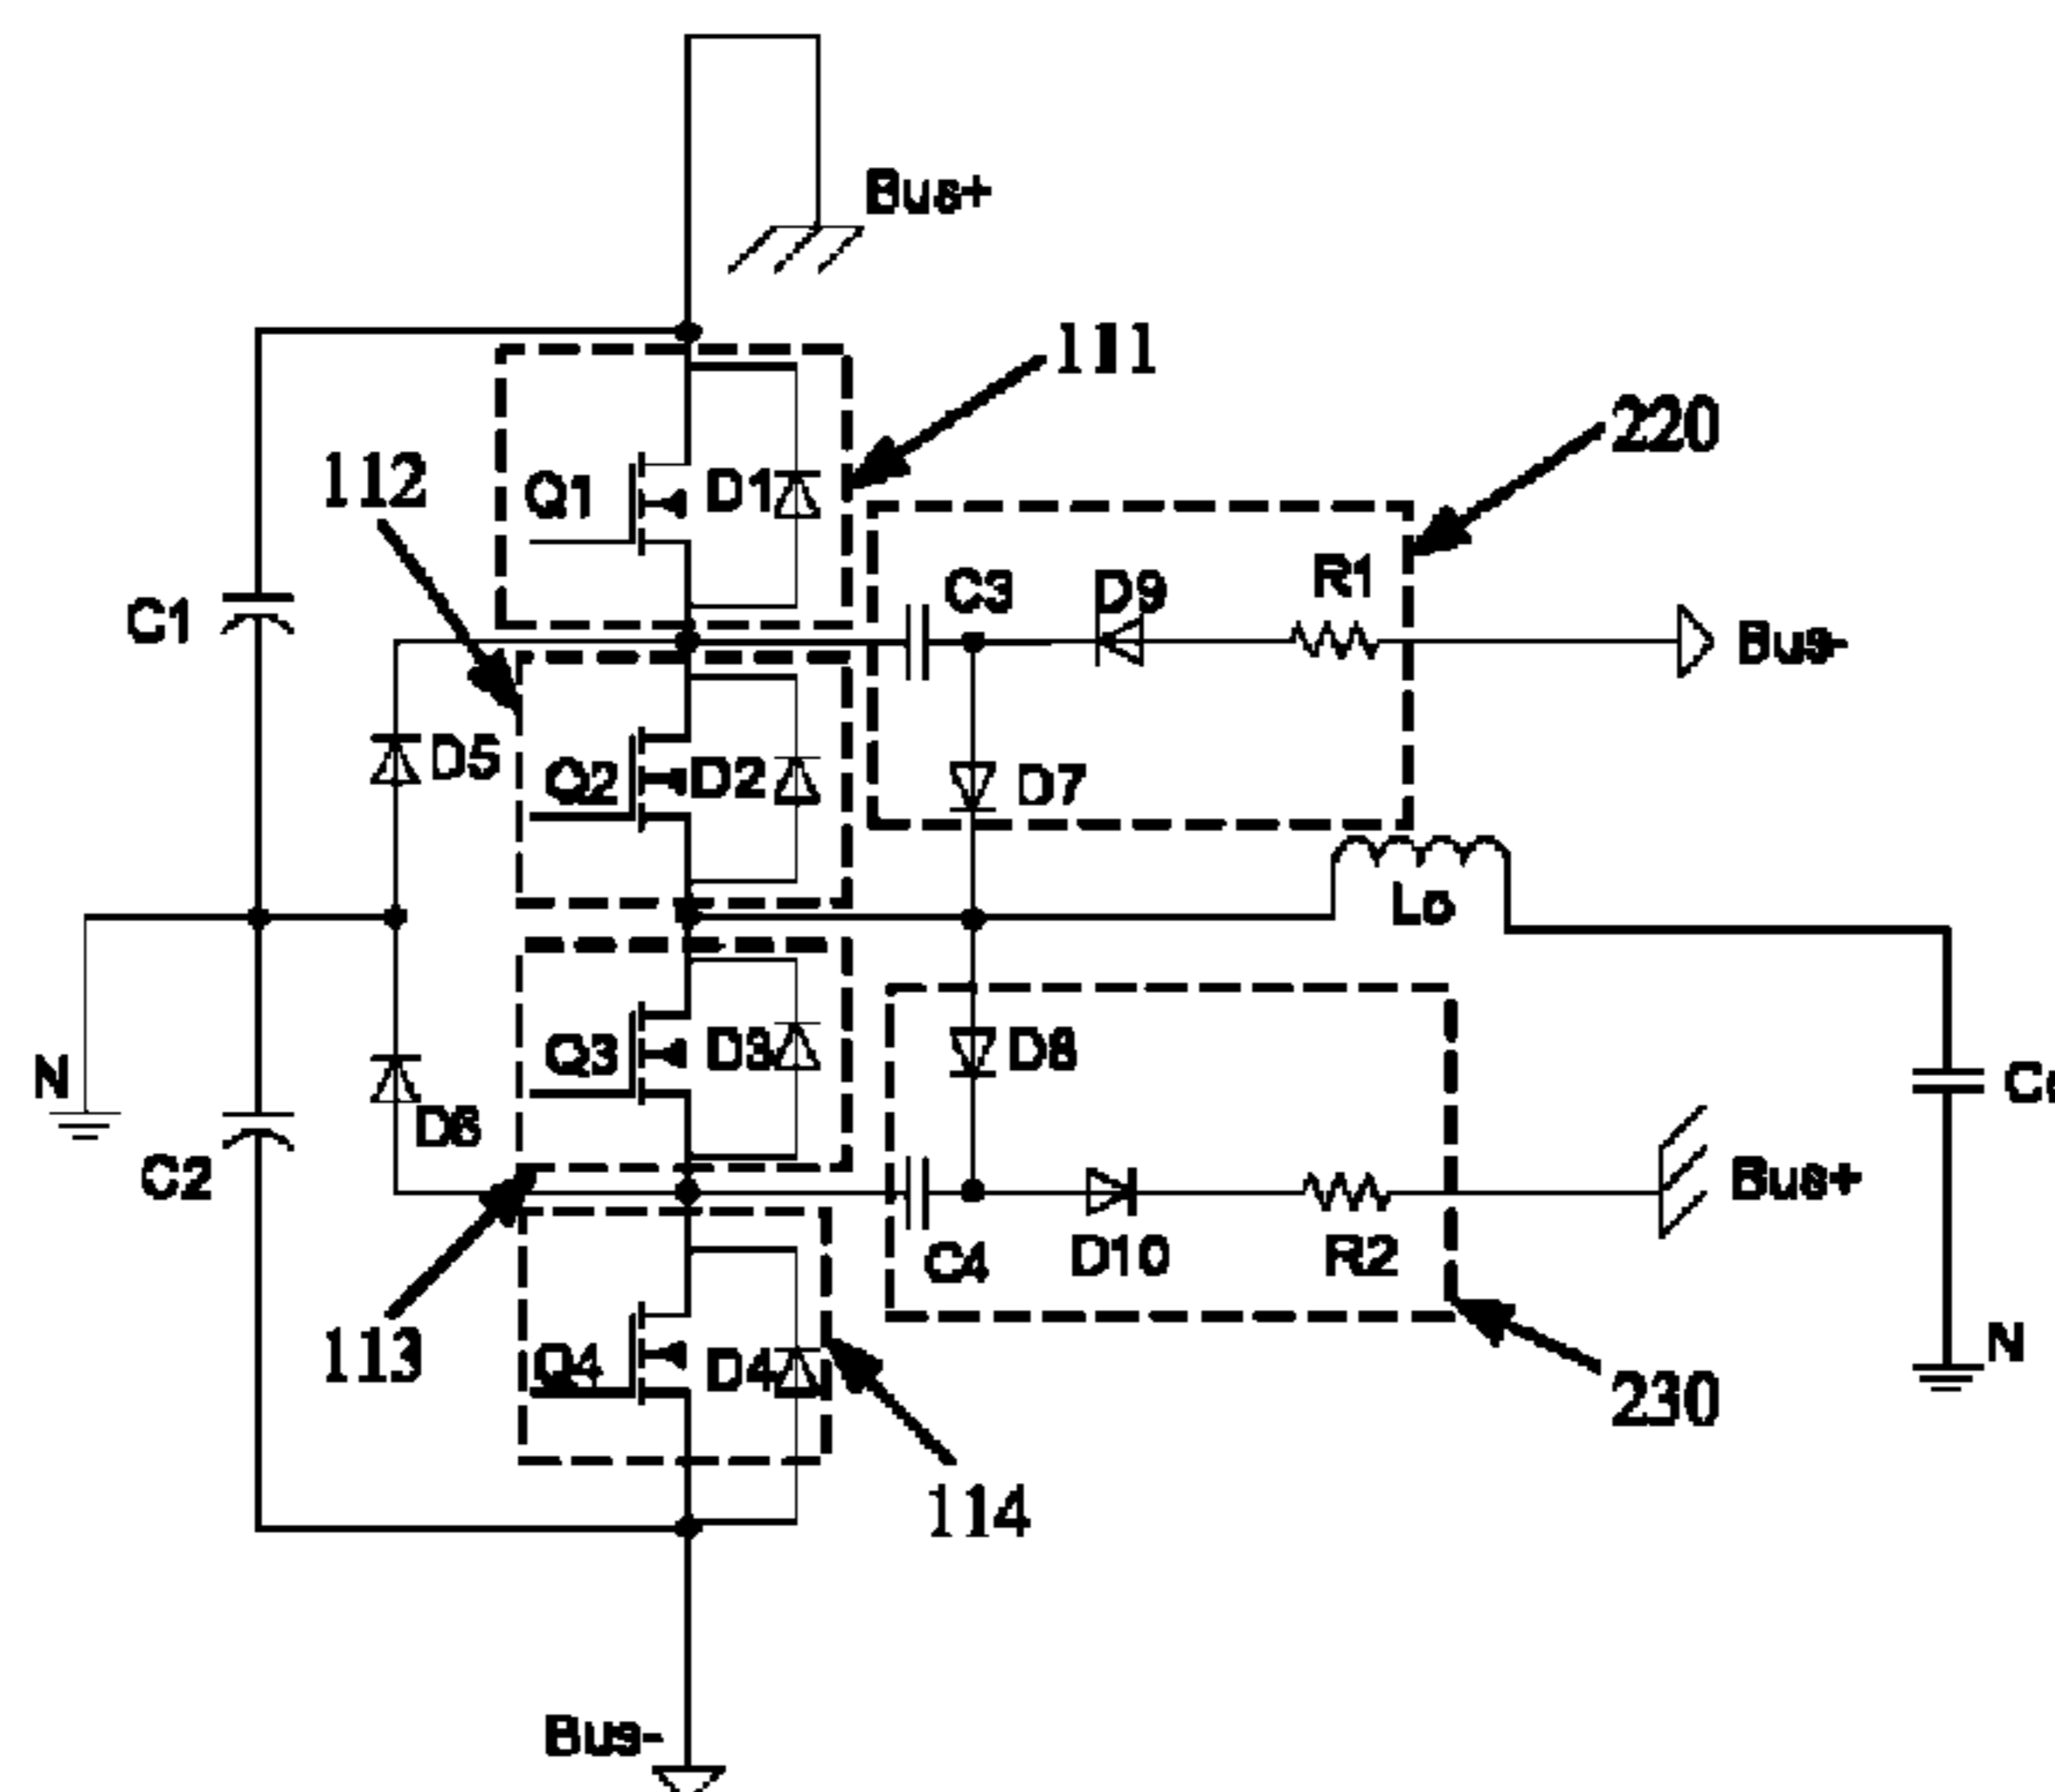 Bus+
111
220
112
Q1
D1
C3
D9
R1
C1
Bus-
D5
Q2
D2
D7
Lo
N
Q3
D3
D8
D6
C2
Bus+
C4
D10
R2
113
Q4
D4
N
230
114
Bus-